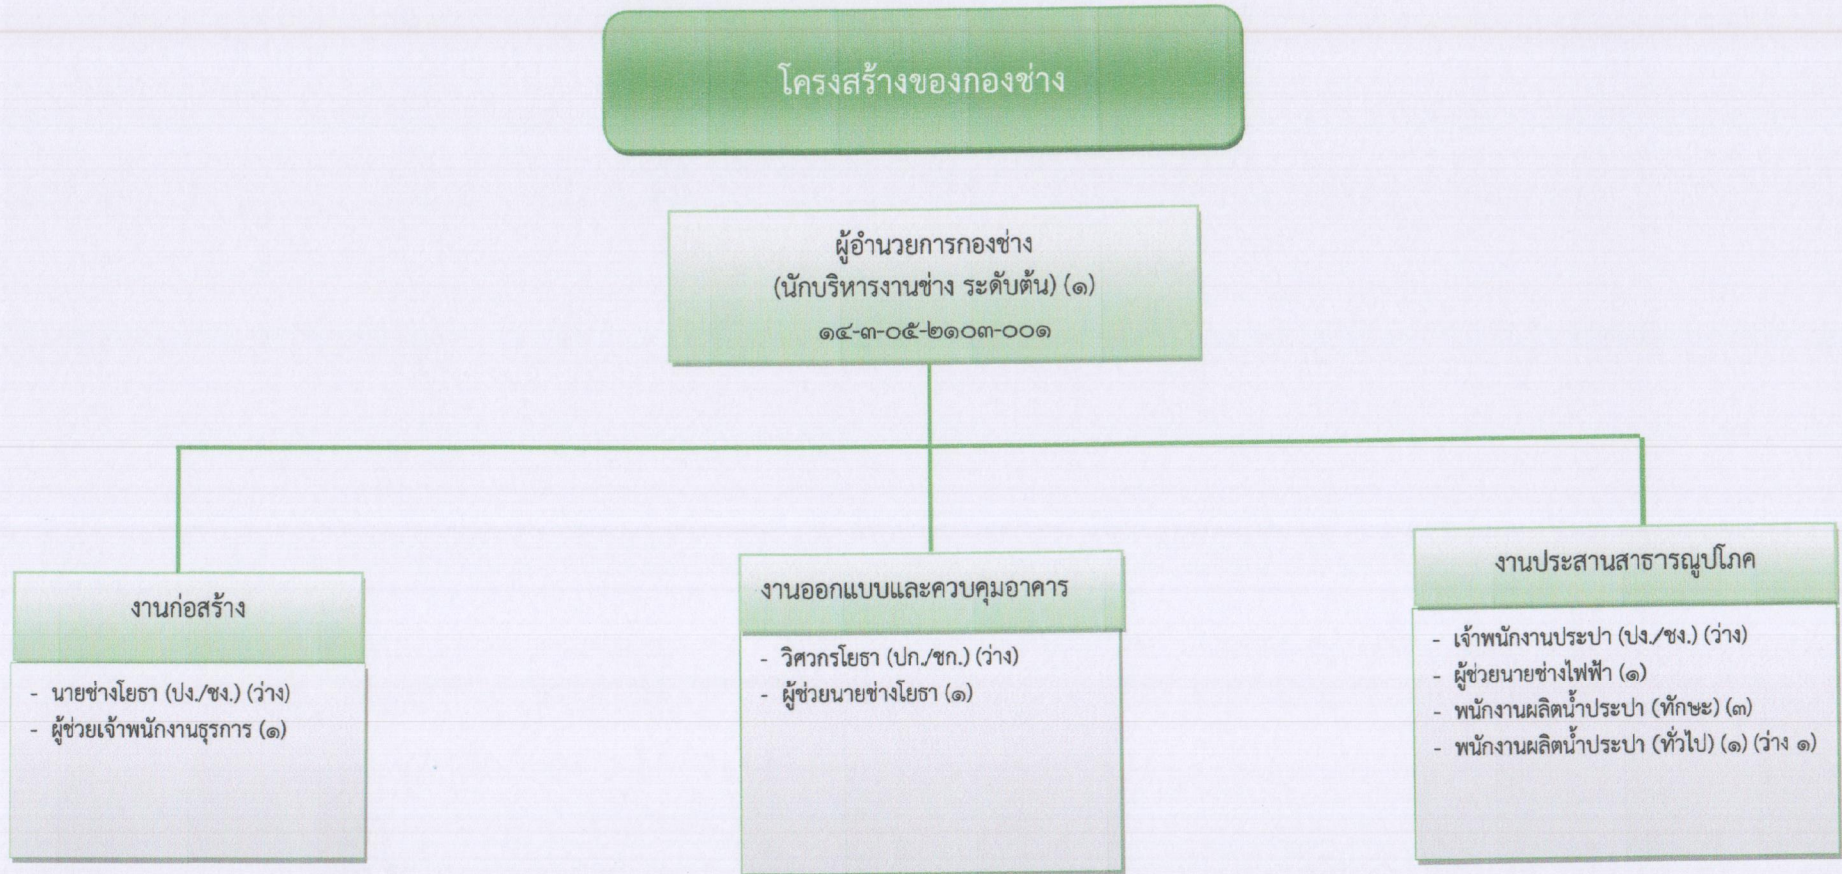 โครงสร้างของกองช่าง
ผู้อำนวยการกองช่าง
(นักบริหารงานช่าง ระดับต้น) (๑)
๑๔-๓-๐๕-๒๑๐๓-๐๐๑
งานก่อสร้าง
- นายช่างโยธา (ปง./ชง.) (ว่าง)
- ผู้ช่วยเจ้าพนักงานธุรการ (๑)
งานออกแบบและควบคุมอาคาร
- วิศวกรโยธา (ปก./ชก.) (ว่าง)
- ผู้ช่วยนายช่างโยธา (๑)
งานประสานสาธารณูปโภค
- เจ้าพนักงานประปา (ปง./ชง.) (ว่าง)
- ผู้ช่วยนายช่างไฟฟ้า (๑)
- พนักงานผลิตน้ำประปา (ทักษะ) (๓)
- พนักงานผลิตน้ำประปา (ทั่วไป) (๑) (ว่าง ๑)